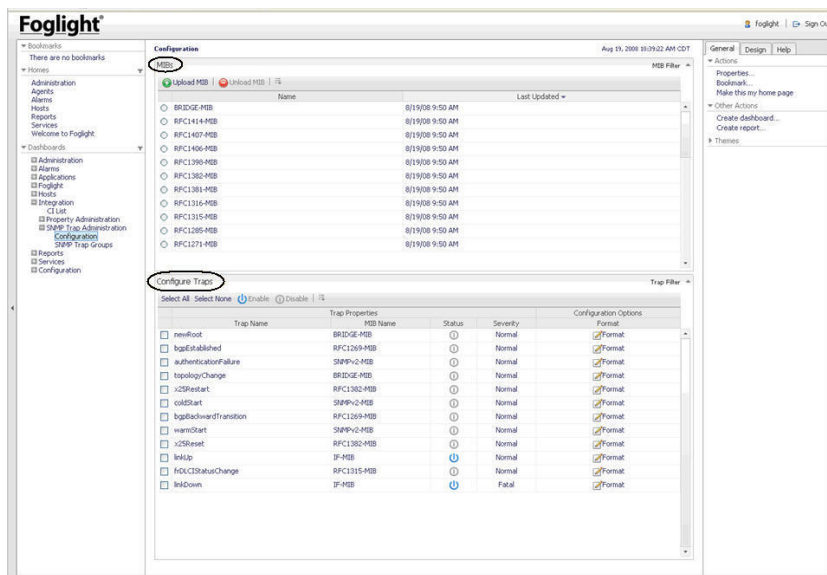 Foglight
foglight | Sign Ou
Bookmarks
There are no bookmarks
Homes
Administration
Agents
Alarms
Hosts
Reports
Services
Welcome to Foglight
Dashboards
Administration
Alarms
Applications
Foglight
Hosts
Integration
CI List
Property Administration
SNMP Trap Administration
Configuration
SNMP Trap Groups
Reports
Services
Configuration
Configuration Aug 19, 2008 10:39:22 AM CDT
MIBs MIB Filter
Upload MIB | Unload MIB |
Name Last Updated
BRIDGE-MIB 8/19/08 9:50 AM
RFC1414-MIB 8/19/08 9:50 AM
RFC1407-MIB 8/19/08 9:50 AM
RFC1406-MIB 8/19/08 9:50 AM
RFC1398-MIB 8/19/08 9:50 AM
RFC1382-MIB 8/19/08 9:50 AM
RFC1381-MIB 8/19/08 9:50 AM
RFC1316-MIB 8/19/08 9:50 AM
RFC1315-MIB 8/19/08 9:50 AM
RFC1285-MIB 8/19/08 9:50 AM
RFC1271-MIB 8/19/08 9:50 AM
Configure Traps Trap Filter
Select All Select None Enable Disable |
Trap Properties Configuration Options
Trap Name MIB Name Status Severity Format
newRoot BRIDGE-MIB Normal Format
bgpEstablished RFC1269-MIB Normal Format
authenticationFailure SNMPv2-MIB Normal Format
topologyChange BRIDGE-MIB Normal Format
x25Restart RFC1382-MIB Normal Format
coldStart SNMPv2-MIB Normal Format
bgpBackwardTransition RFC1269-MIB Normal Format
warmStart SNMPv2-MIB Normal Format
x25Reset RFC1382-MIB Normal Format
linkUp IF-MIB Normal Format
frDLCIStatusChange RFC1315-MIB Normal Format
linkDown IF-MIB Fatal Format
General Design Help
Actions
Properties...
Bookmark...
Make this my home page
Other Actions
Create dashboard...
Create report...
Themes